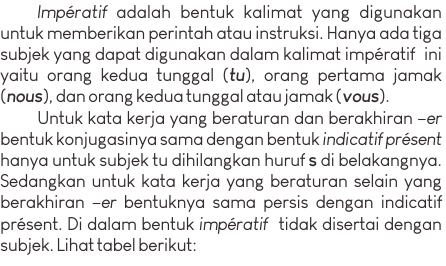 Impératif adalah bentuk kalimat yang digunakan
untuk memberikan perintah atau instruksi. Hanya ada tiga
subjek yang dapat digunakan dalam kalimat impératif ini
yaitu orang kedua tunggal (tu), orang pertama jamak
(nous), dan orang kedua tunggal atau jamak (vous).
Untuk kata kerja yang beraturan dan berakhiran –er
bentuk konjugasinya sama dengan bentuk indicatif présent
hanya untuk subjek tu dihilangkan huruf s di belakangnya.
Sedangkan untuk kata kerja yang beraturan selain yang
berakhiran –er bentuknya sama persis dengan indicatif
présent. Di dalam bentuk impératif tidak disertai dengan
subjek. Lihat tabel berikut: